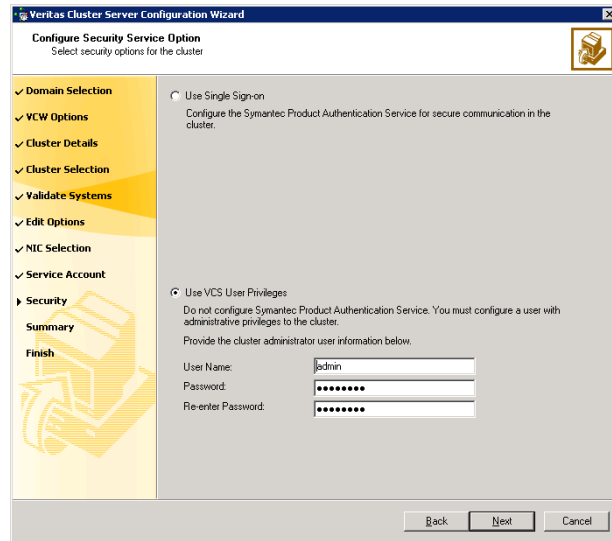 Veritas Cluster Server Configuration Wizard
Configure Security Service Option
Select security options for the cluster
Domain Selection
VCW Options
Cluster Details
Cluster Selection
Validate Systems
Edit Options
NIC Selection
Service Account
Security
Summary
Finish
Use Single Sign-on
Configure the Symantec Product Authentication Service for secure communication in the
cluster.
Use VCS User Privileges
Do not configure Symantec Product Authentication Service. You must configure a user with
administrative privileges to the cluster.
Provide the cluster administrator user information below.
User Name: admin
Password: ●●●●●●●●
Re-enter Password: ●●●●●●●●
Back Next Cancel